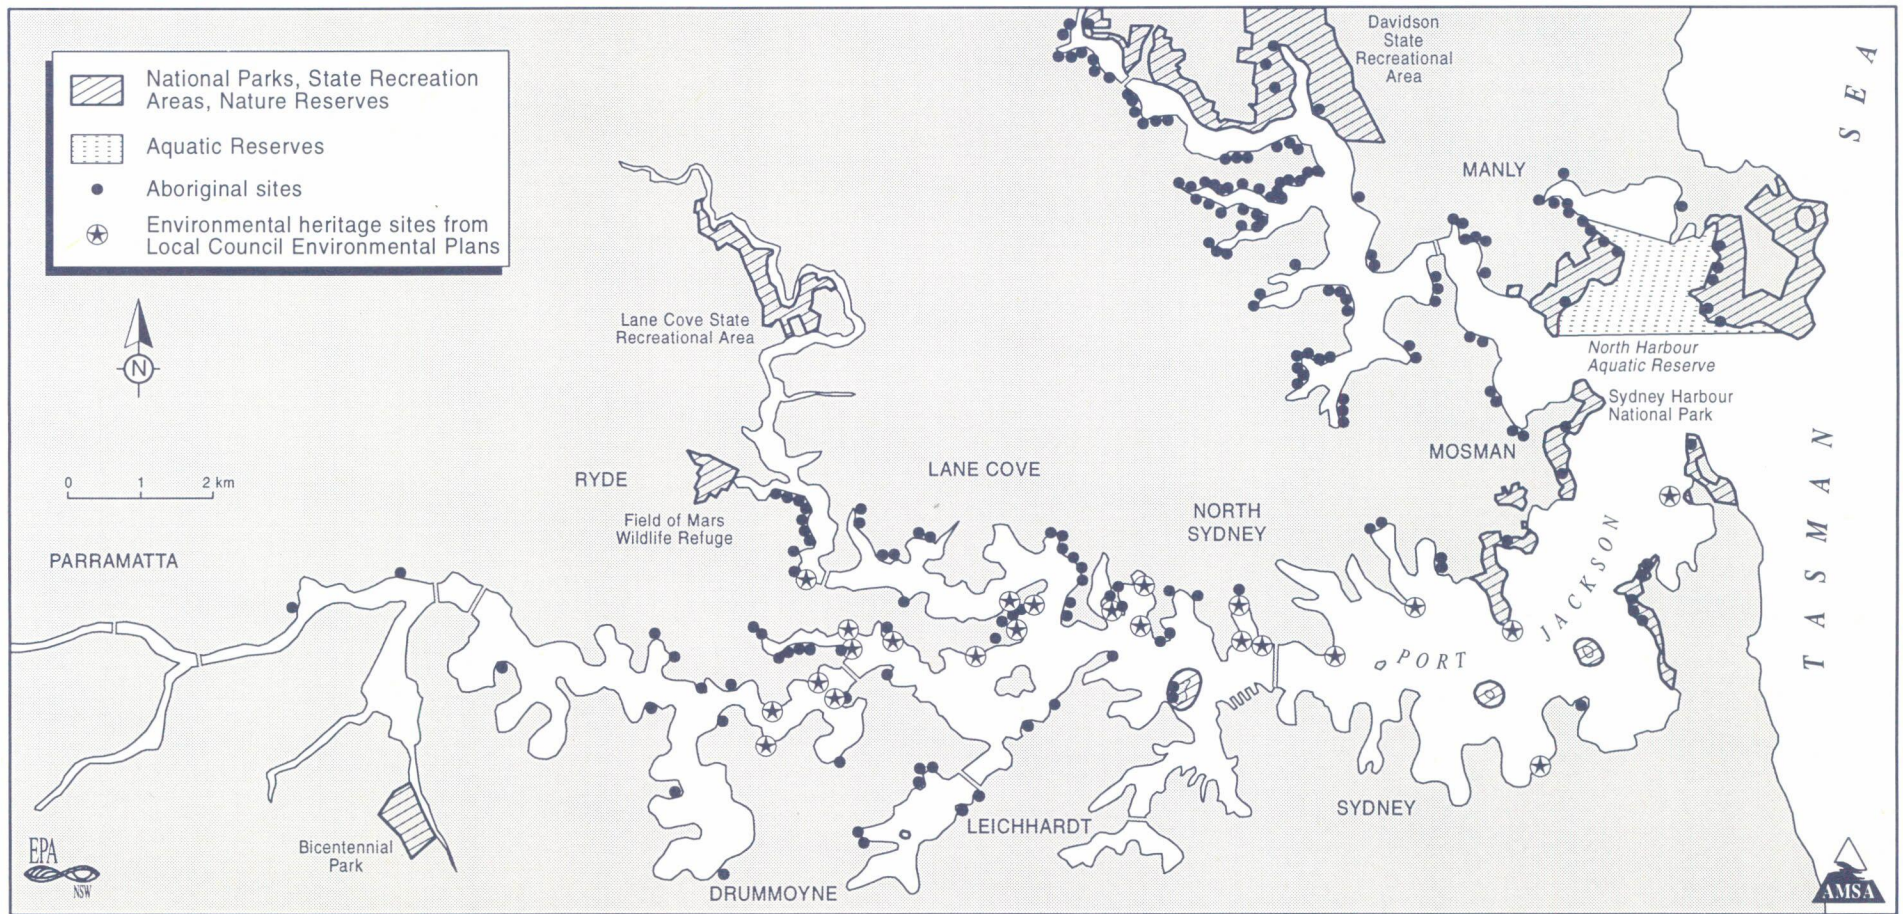 National Parks, State Recreation
Areas, Nature Reserves
Aquatic Reserves
Aboriginal sites
Environmental heritage sites from
Local Council Environmental Plans
Davidson
State
Recreational
Area
MANLY
SEA
N
Lane Cove State
Recreational Area
North Harbour
Aquatic Reserve
Sydney Harbour
National Park
MOSMAN
0 1 2 km
RYDE
LANE COVE
Field of Mars
Wildlife Refuge
NORTH
SYDNEY
PARRAMATTA
PORT JACKSON
TASMAN
SYDNEY
LEICHHARDT
Bicentennial
Park
DRUMMOYNE
EPA
NSW
AMSA